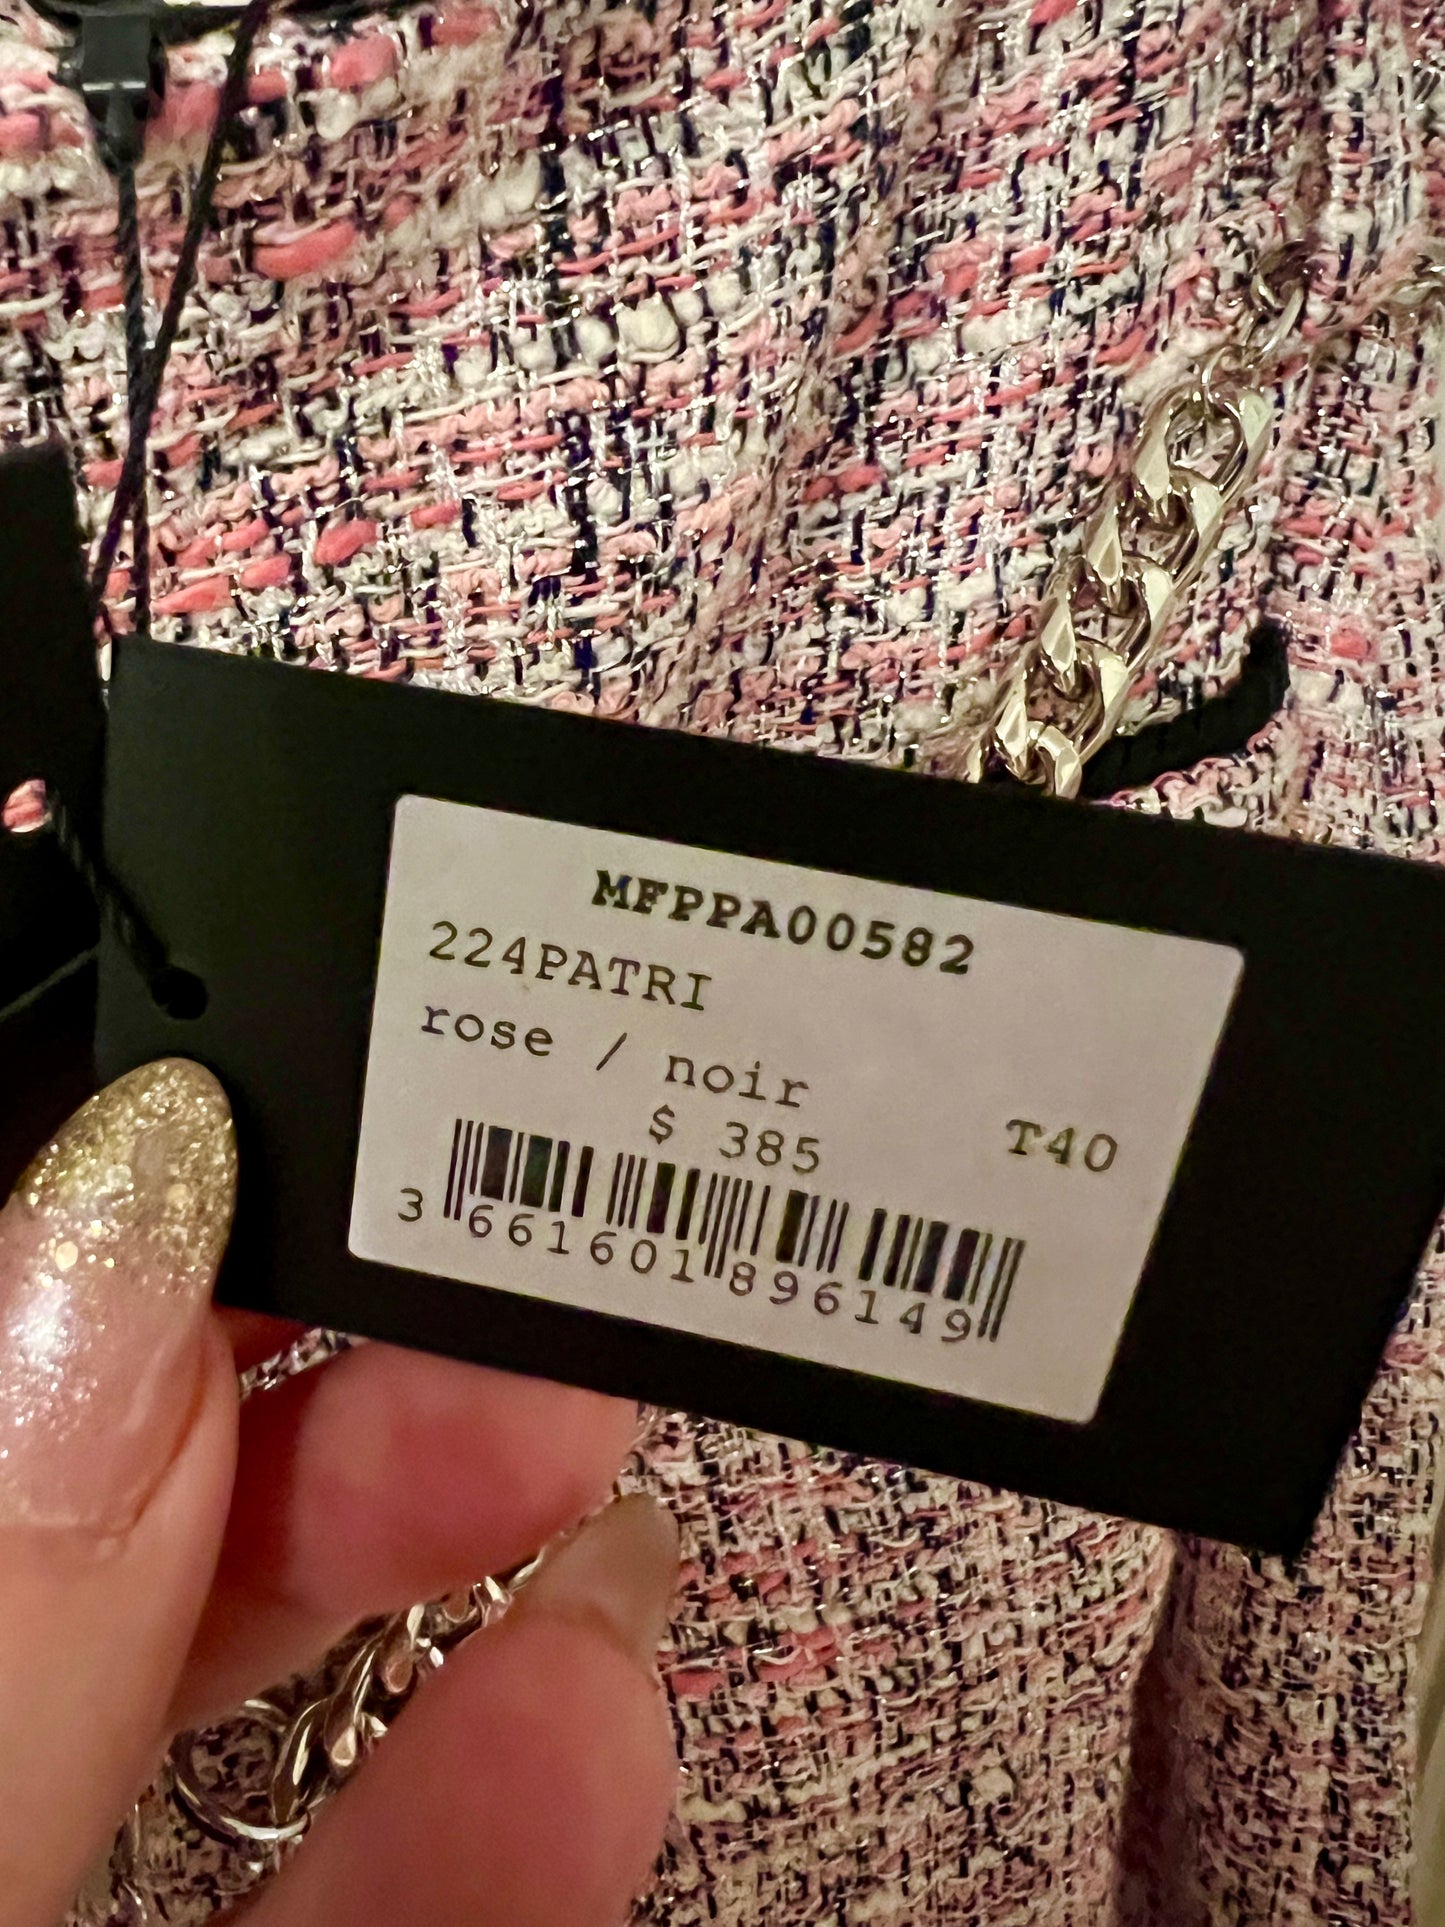 MFPPA00582
224PATRI
rose / noir
$ 385
T40
3 661601 896149